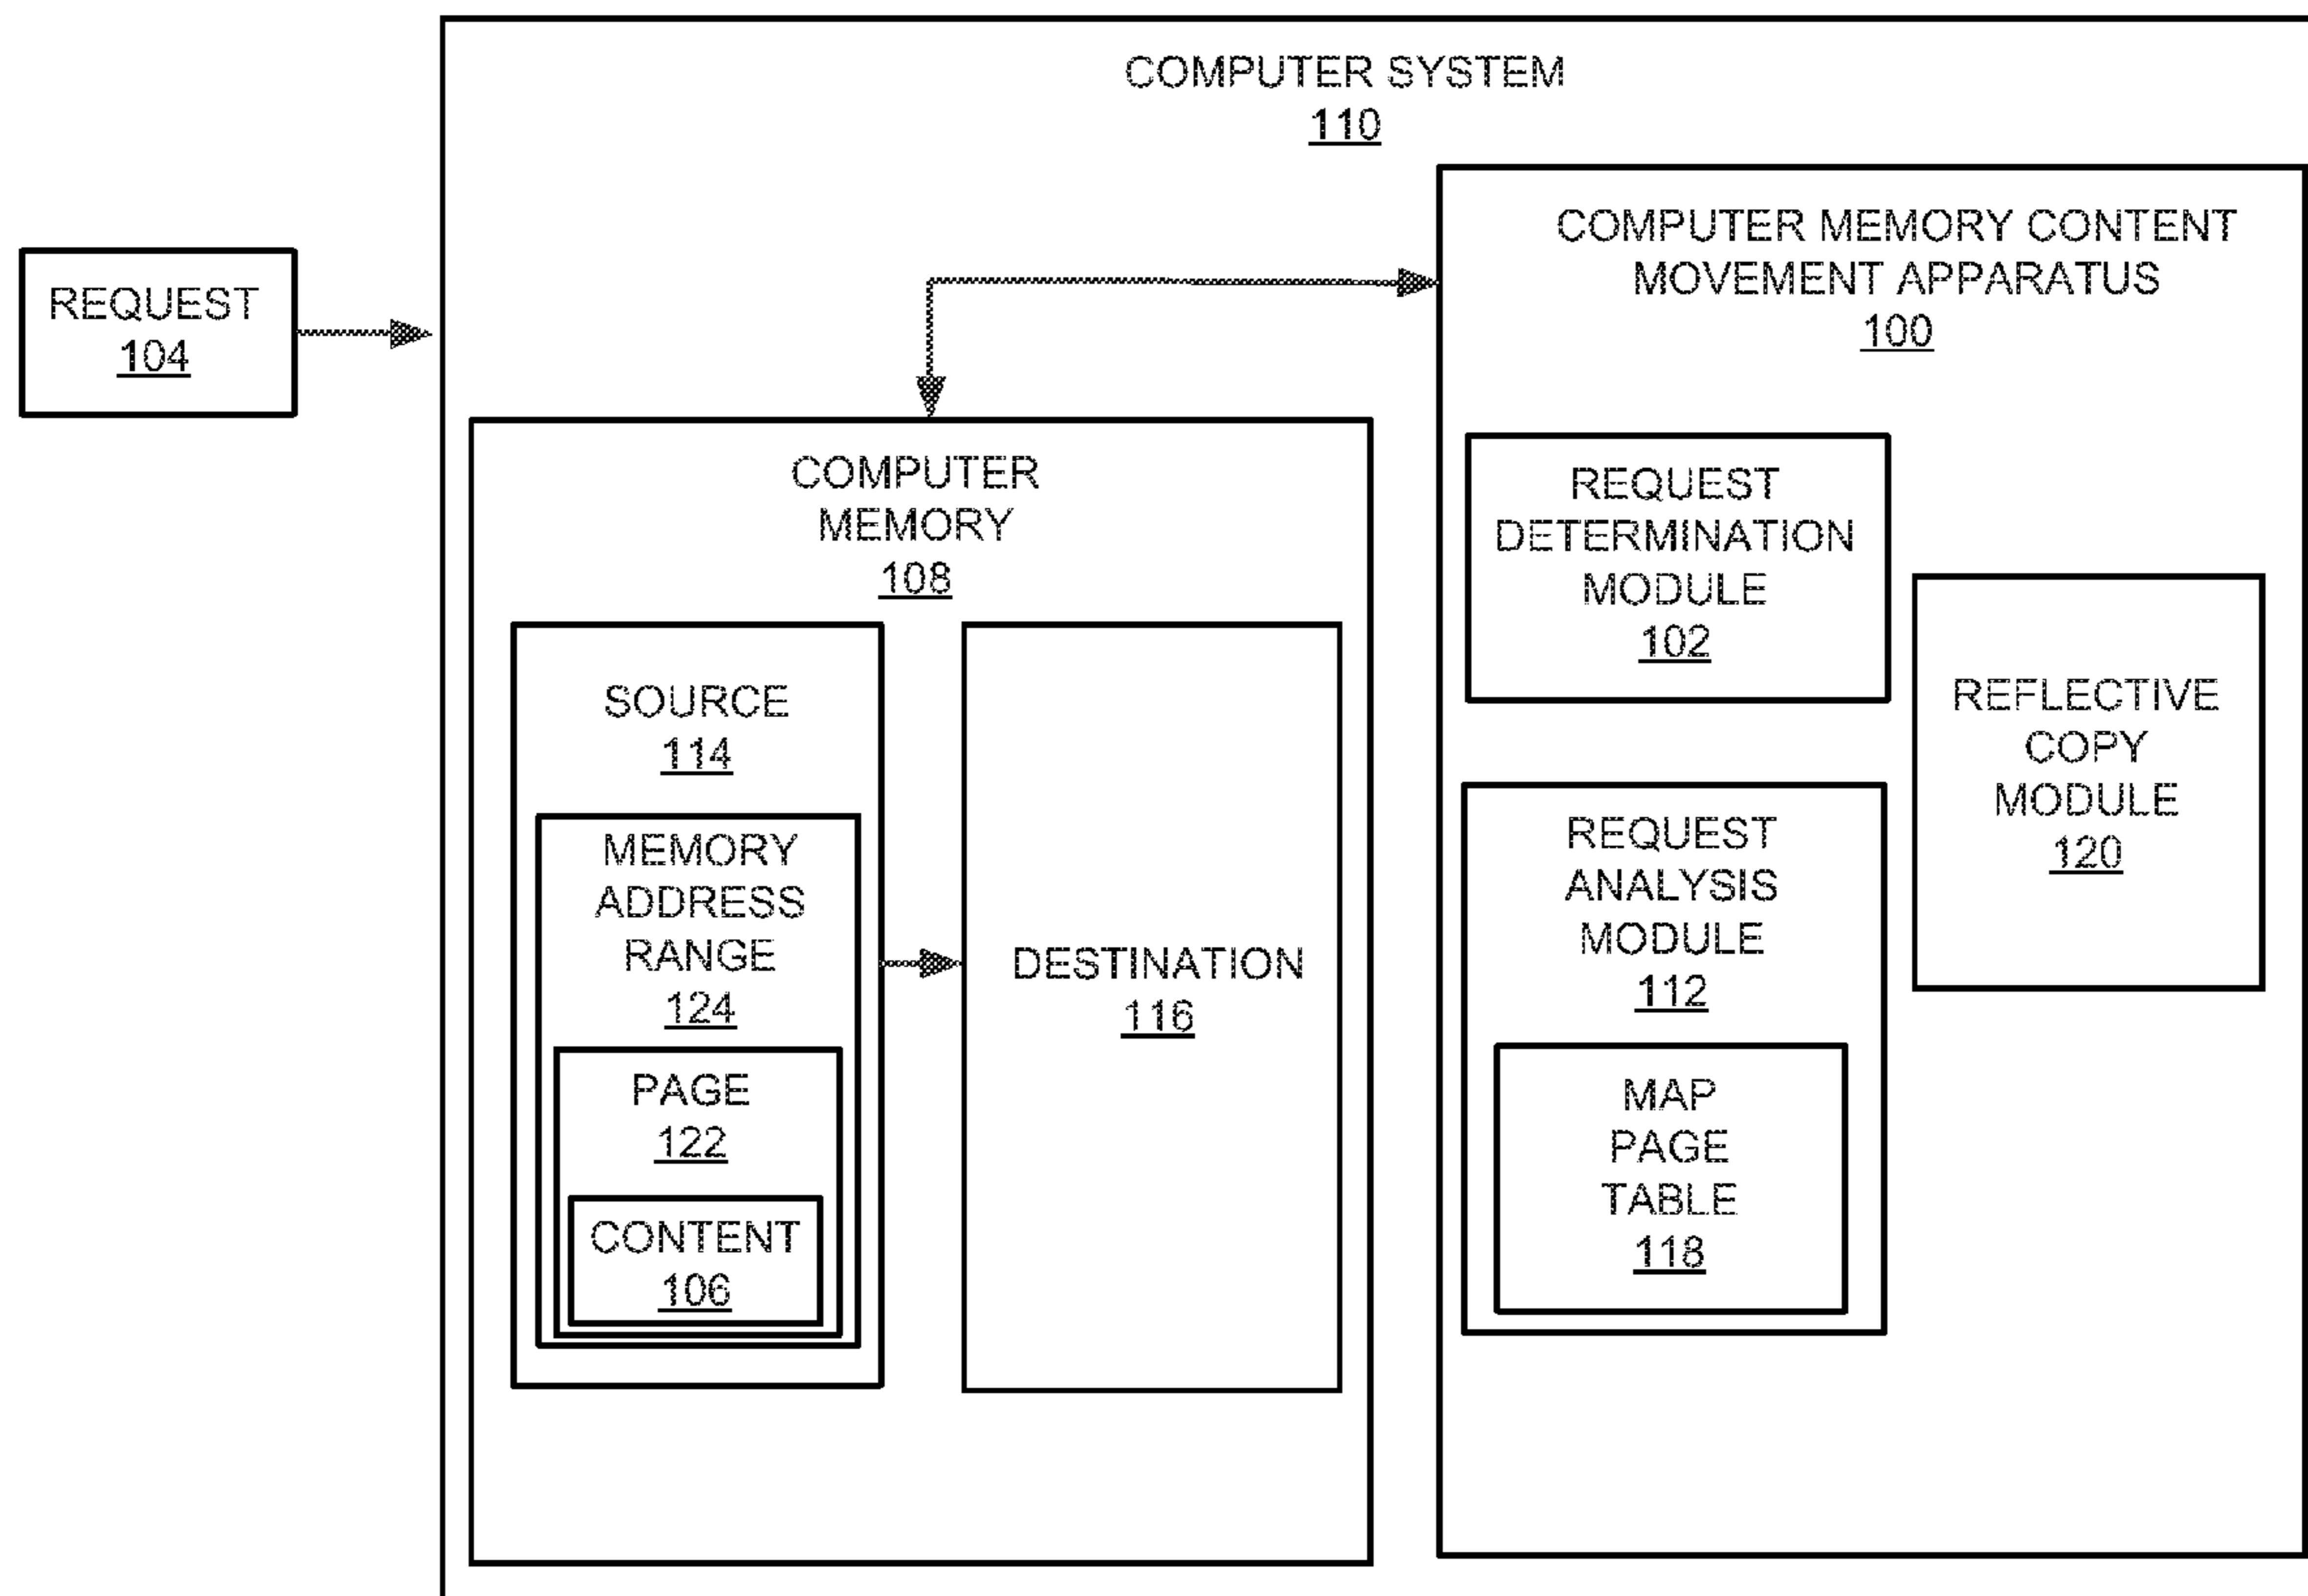 COMPUTER SYSTEM
110
REQUEST
104
COMPUTER MEMORY CONTENT
MOVEMENT APPARATUS
100
COMPUTER
MEMORY
108
SOURCE
114
MEMORY
ADDRESS
RANGE
124
PAGE
122
CONTENT
106
DESTINATION
116
REQUEST
DETERMINATION
MODULE
102
REQUEST
ANALYSIS
MODULE
112
MAP
PAGE
TABLE
118
REFLECTIVE
COPY
MODULE
120